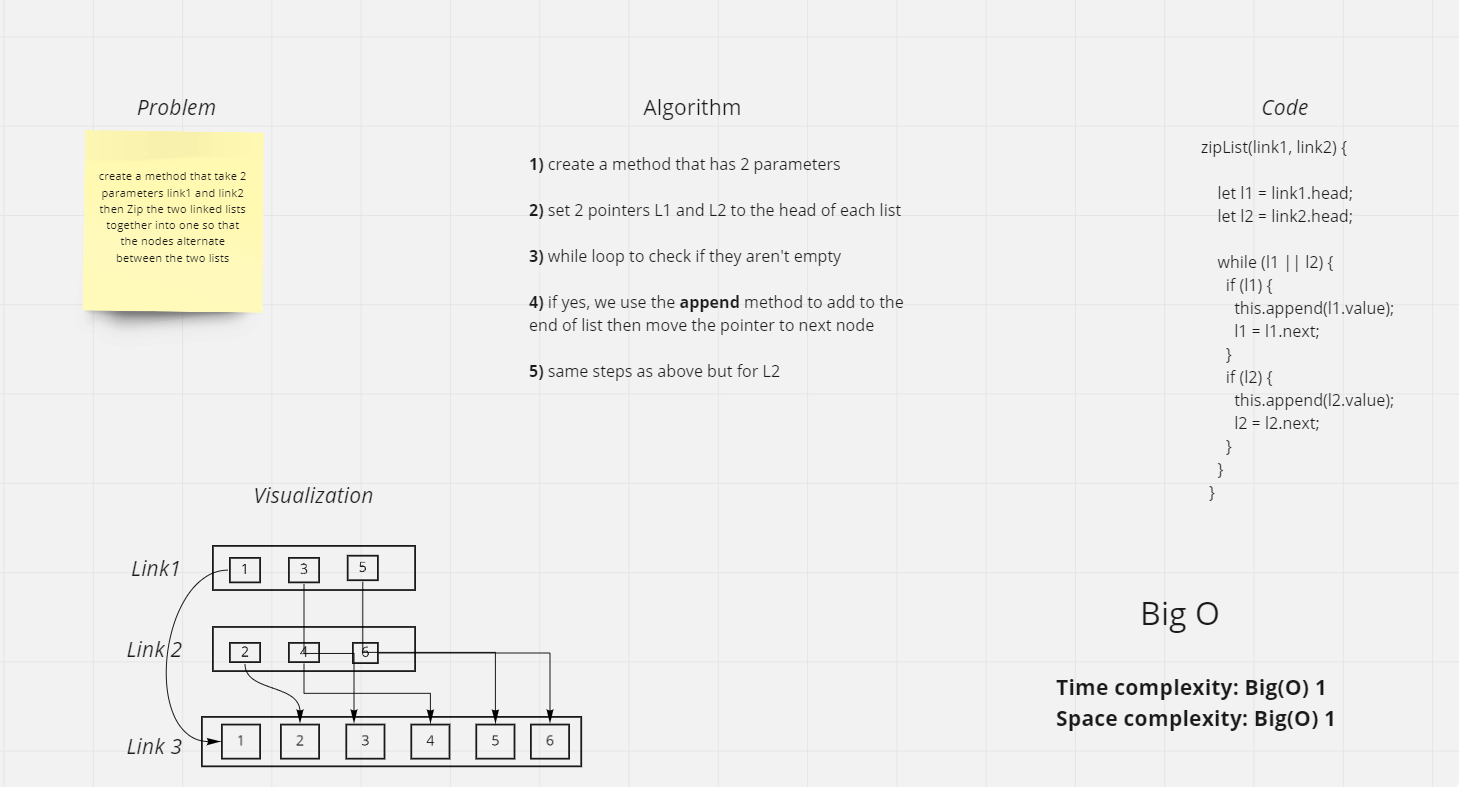 Problem
create a method that take 2
parameters link1 and link2
then Zip the two linked lists
together into one so that
the nodes alternate
between the two lists
Algorithm
1) create a method that has 2 parameters
2) set 2 pointers L1 and L2 to the head of each list
3) while loop to check if they aren't empty
4) if yes, we use the append method to add to the
end of list then move the pointer to next node
5) same steps as above but for L2
Code
zipList(link1, link2) {
let l1 = link1.head;
let l2 = link2.head;
while (l1 || l2) {
if (l1) {
this.append(l1.value);
l1 = l1.next;
}
if (l2) {
this.append(l2.value);
l2 = l2.next;
}
}
}
Visualization
Link1
1 3 5
Link 2
2 4 6
Link 3
1 2 3 4 5 6
Big O
Time complexity: Big(O) 1
Space complexity: Big(O) 1